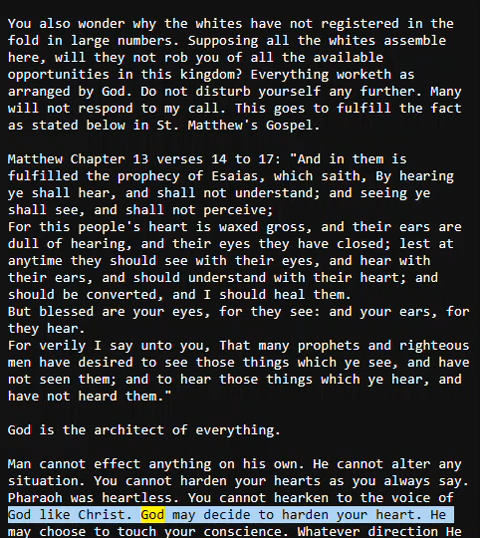 You also wonder why the whites have not registered in the
fold in large numbers. Supposing all the whites assemble
here, will they not rob you of all the available
opportunities in this kingdom? Everything worketh as
arranged by God. Do not disturb yourself any further. Many
will not respond to my call. This goes to fulfill the fact
as stated below in St. Matthew's Gospel.
Matthew Chapter 13 verses 14 to 17: "And in them is
fulfilled the prophecy of Esaias, which saith, By hearing
ye shall hear, and shall not understand; and seeing ye
shall see, and shall not perceive;
For this people's heart is waxed gross, and their ears are
dull of hearing, and their eyes they have closed; lest at
anytime they should see with their eyes, and hear with
their ears, and should understand with their heart; and
should be converted, and I should heal them.
But blessed are your eyes, for they see: and your ears, for
they hear.
For verily I say unto you, That many prophets and righteous
men have desired to see those things which ye see, and have
not seen them; and to hear those things which ye hear, and
have not heard them."
God is the architect of everything.
Man cannot effect anything on his own. He cannot alter any
situation. You cannot harden your hearts as you always say.
Pharaoh was heartless. You cannot hearken to the voice of
God like Christ. God may decide to harden your heart. He
may choose to touch your conscience. Whatever direction He